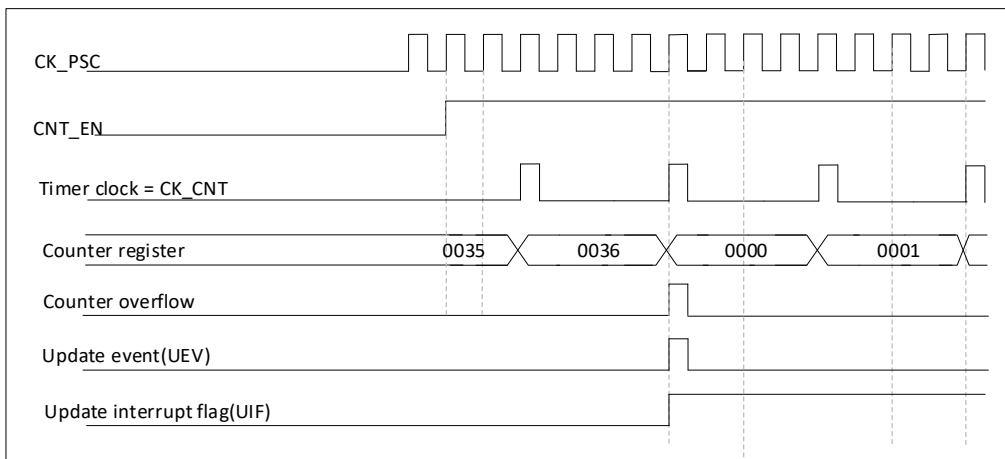 CK_PSC
CNT_EN
Timer clock = CK_CNT
Counter register 0035 0036 0000 0001
Counter overflow
Update event(UEV)
Update interrupt flag(UIF)